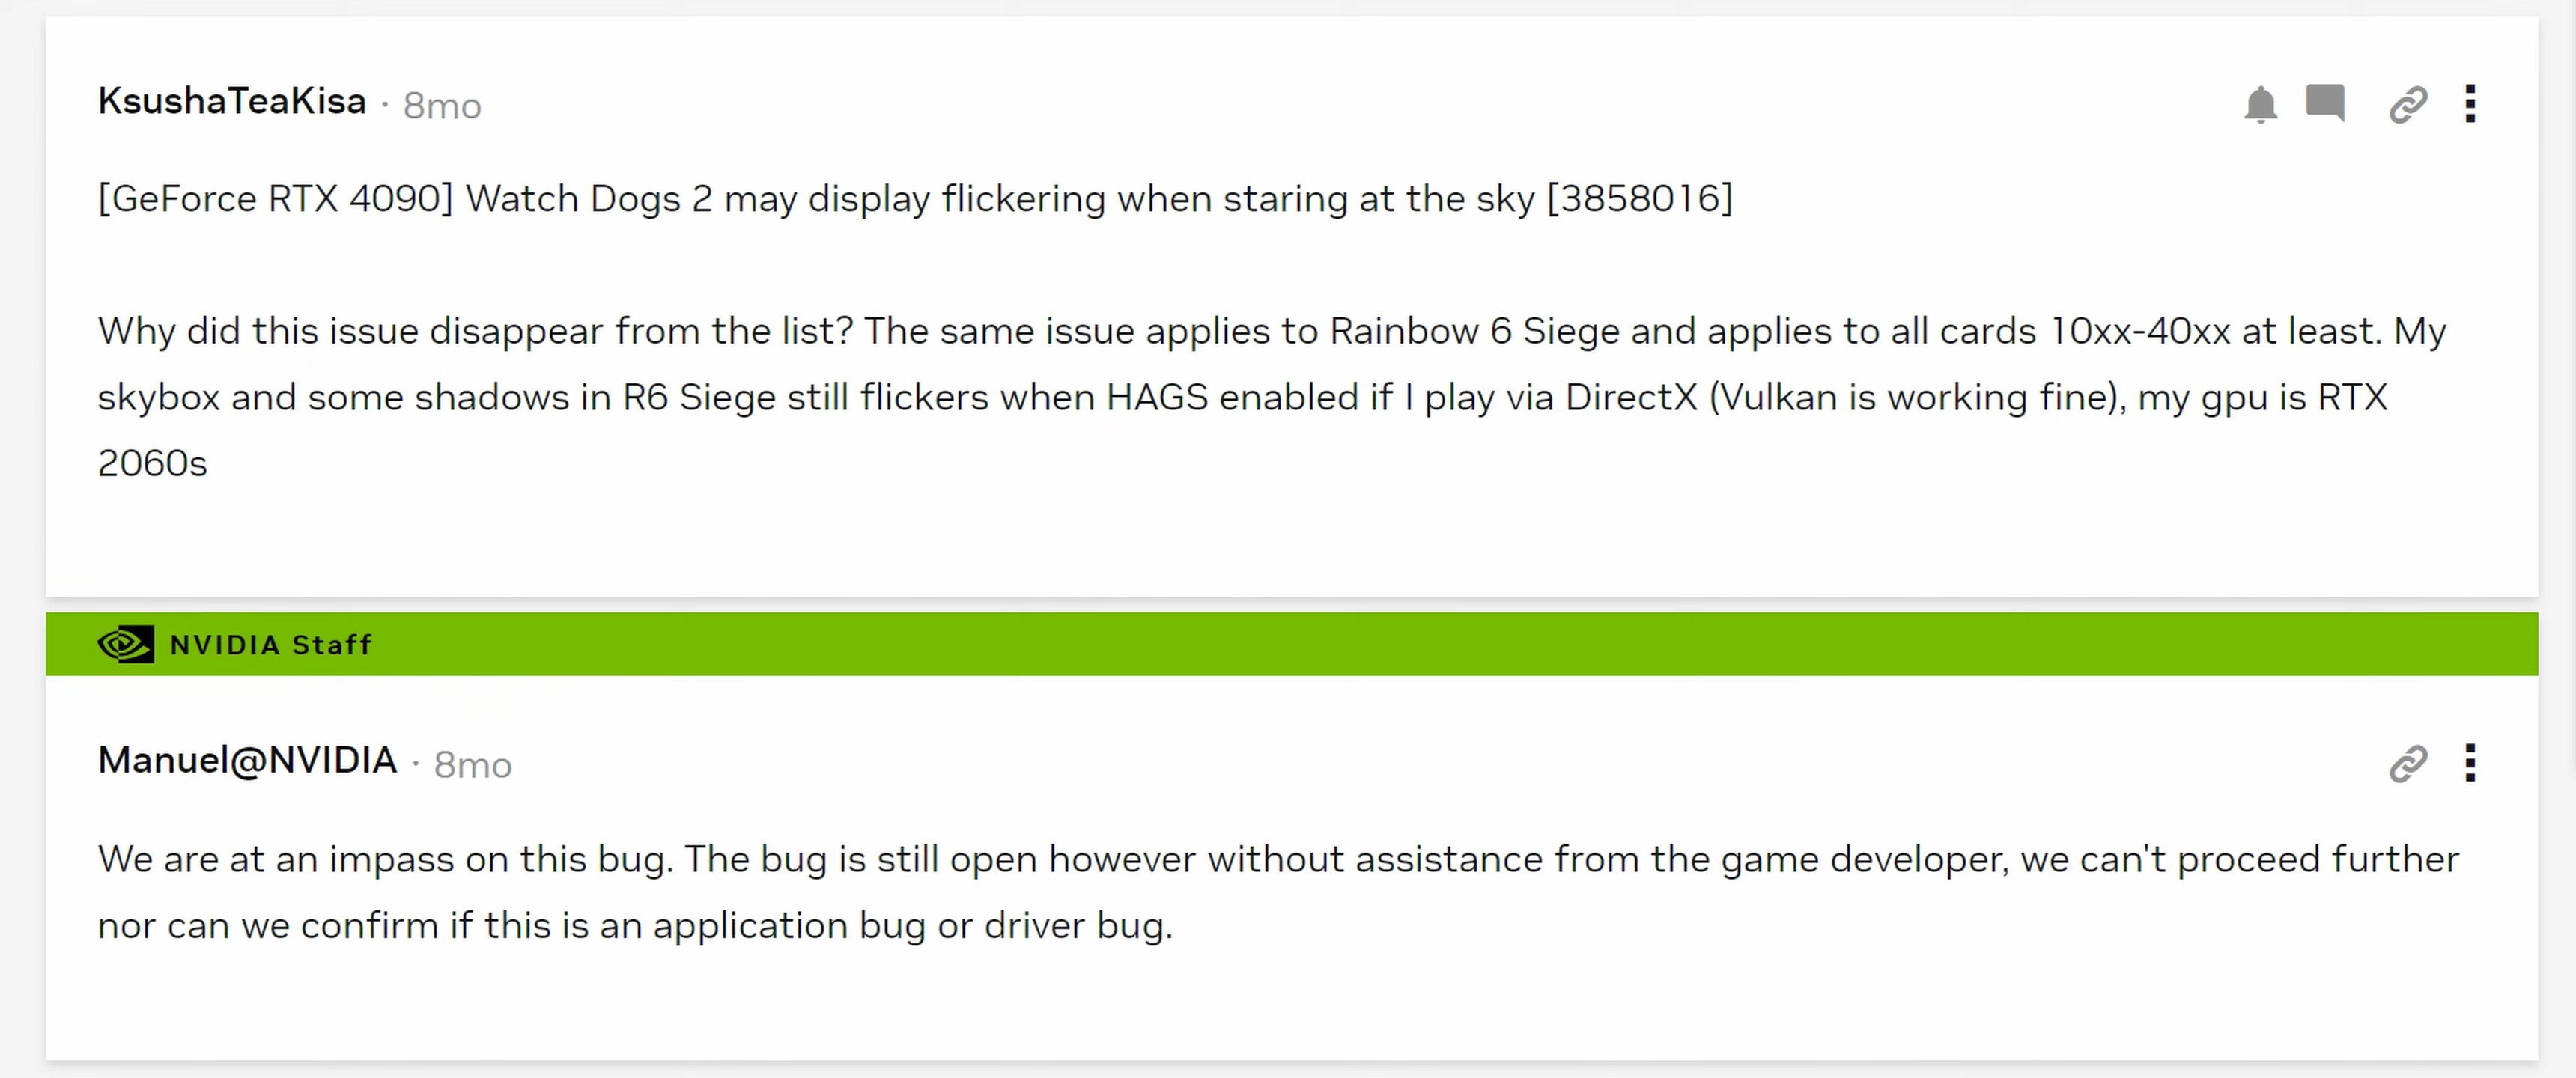 KsushaTeaKisa · 8mo
[GeForce RTX 4090] Watch Dogs 2 may display flickering when staring at the sky [3858016]
Why did this issue disappear from the list? The same issue applies to Rainbow 6 Siege and applies to all cards 10xx-40xx at least. My
skybox and some shadows in R6 Siege still flickers when HAGS enabled if I play via DirectX (Vulkan is working fine), my gpu is RTX
2060s
NVIDIA Staff
Manuel@NVIDIA · 8mo
We are at an impass on this bug. The bug is still open however without assistance from the game developer, we can't proceed further
nor can we confirm if this is an application bug or driver bug.